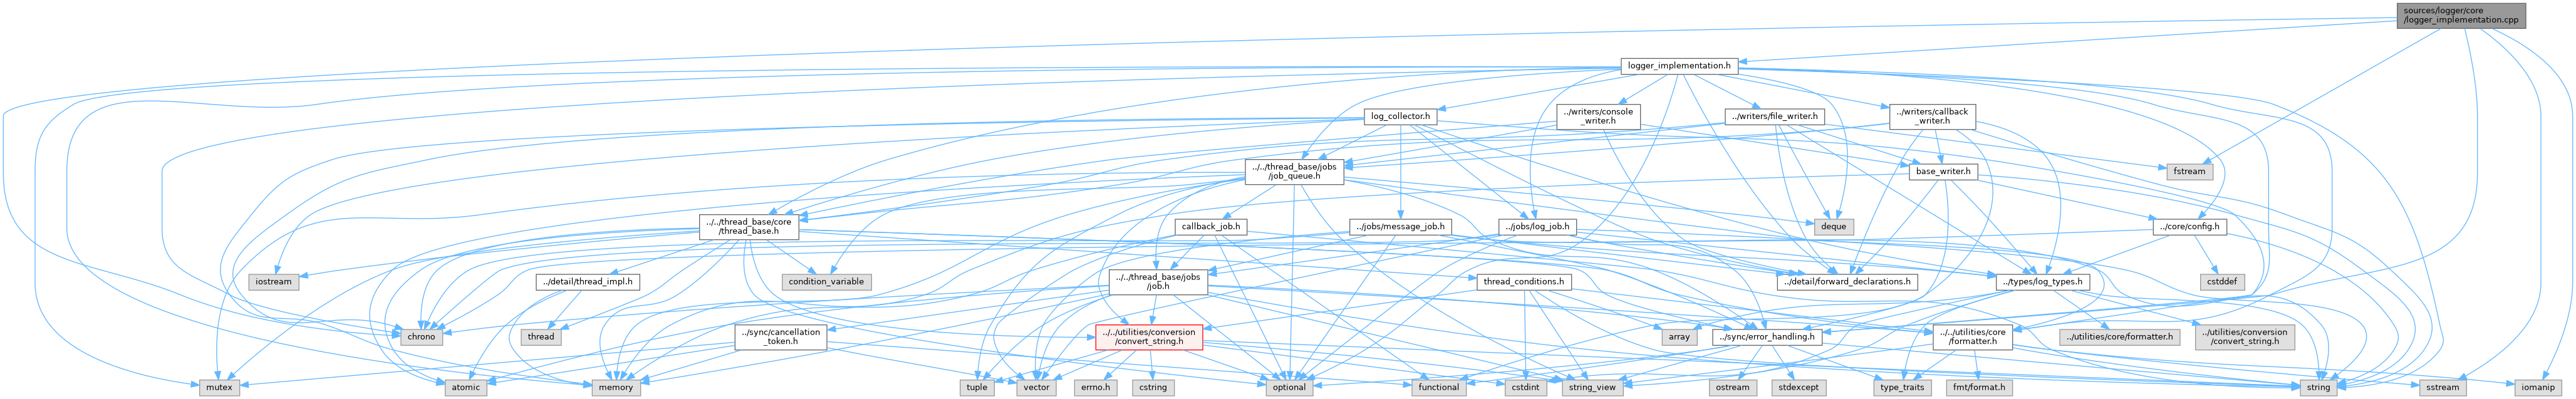 sources/logger/core
/logger_implementation.cpp
logger_implementation.h
log_collector.h
../writers/console
_writer.h
../writers/file_writer.h
../writers/callback
_writer.h
../../thread_base/jobs
/job_queue.h
base_writer.h
fstream
../../thread_base/core
/thread_base.h
callback_job.h
../jobs/message_job.h
../jobs/log_job.h
deque
../core/config.h
iostream
../detail/thread_impl.h
condition_variable
../../thread_base/jobs
/job.h
thread_conditions.h
../detail/forward_declarations.h
../types/log_types.h
cstddef
chrono
thread
../sync/cancellation
_token.h
../../utilities/conversion
/convert_string.h
array
../sync/error_handling.h
../../utilities/core
/formatter.h
../utilities/core/formatter.h
../utilities/conversion
/convert_string.h
mutex
atomic
memory
tuple
vector
errno.h
cstring
optional
functional
cstdint
string_view
ostream
stdexcept
type_traits
fmt/format.h
string
sstream
iomanip